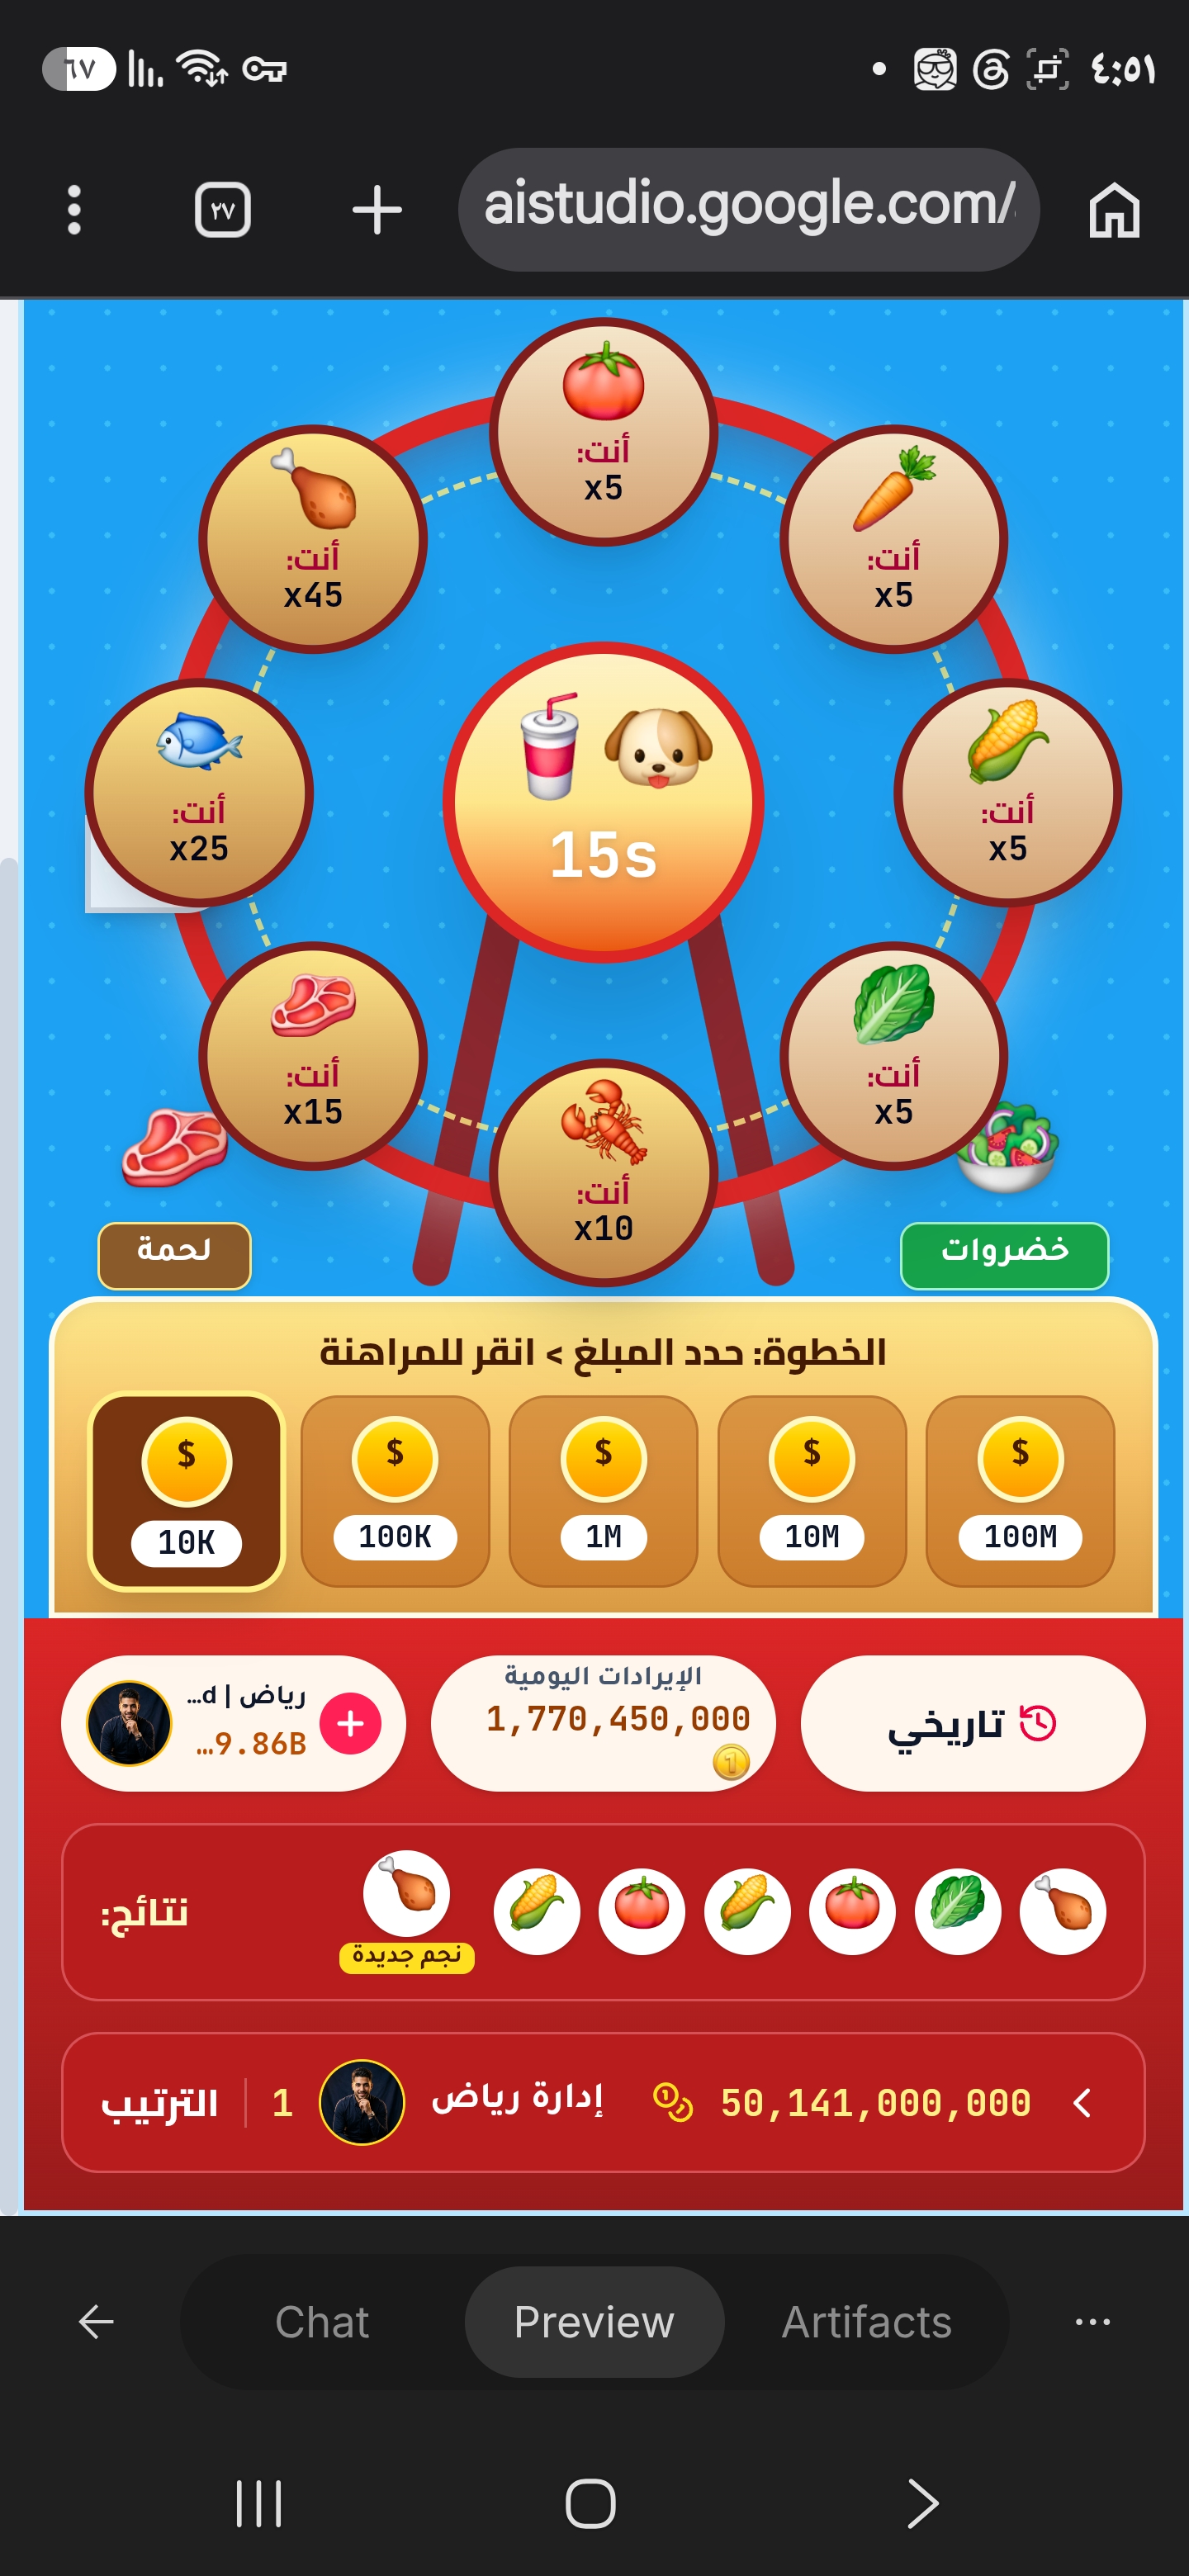 ٤:٥١
٦٧
aistudio.google.com/
٢٧
أنت:
x5
أنت:
x45
أنت:
x5
أنت:
x25
15s
أنت:
x5
أنت:
x15
أنت:
x5
أنت:
x10
لحمة
خضروات
الخطوة: حدد المبلغ > انقر للمراهنة
$
10K
$
100K
$
1M
$
10M
$
100M
رياض | d...
...9.86B
الإيرادات اليومية
1,770,450,000
1
تاريخي
نتائج:
نجم جديدة
الترتيب
1
إدارة رياض
50,141,000,000
Chat
Preview
Artifacts